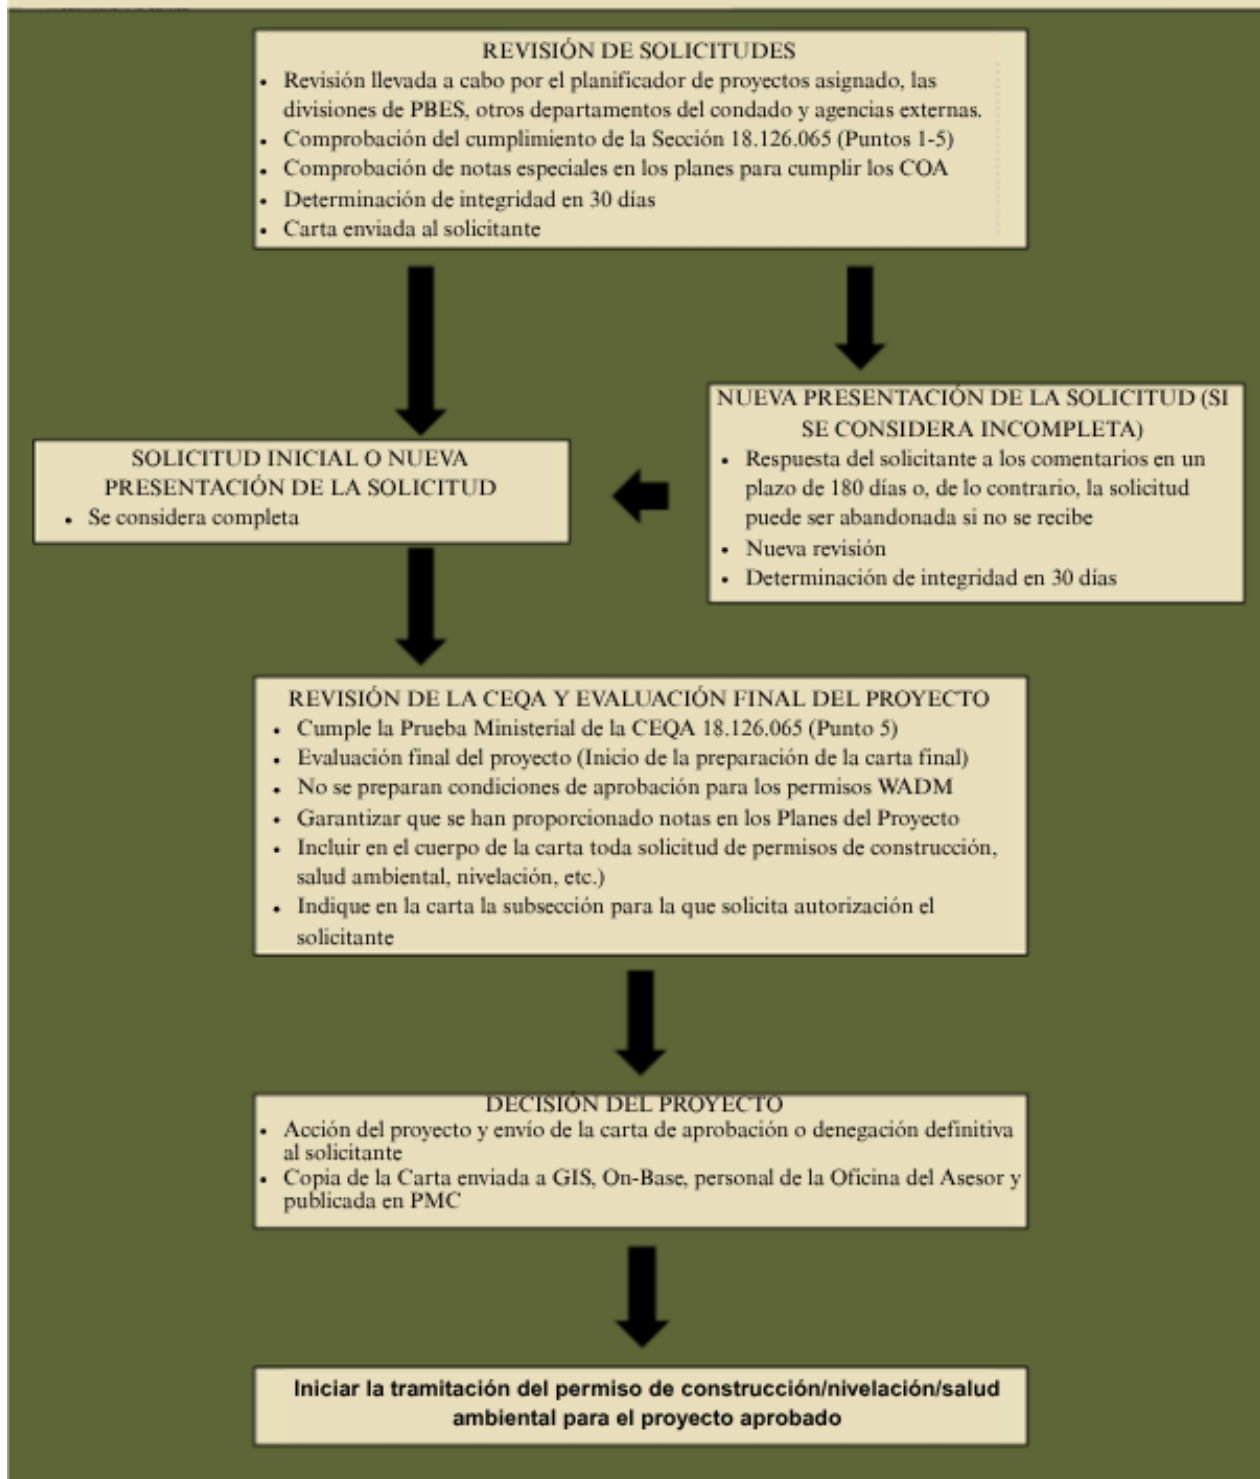 REVISIÓN DE SOLICITUDES
• Revisión llevada a cabo por el planificador de proyectos asignado, las
divisiones de PBES, otros departamentos del condado y agencias externas.
• Comprobación del cumplimiento de la Sección 18.126.065 (Puntos 1-5)
• Comprobación de notas especiales en los planes para cumplir los COA
• Determinación de integridad en 30 días
• Carta enviada al solicitante
NUEVA PRESENTACIÓN DE LA SOLICITUD (SI
SE CONSIDERA INCOMPLETA)
• Respuesta del solicitante a los comentarios en un
plazo de 180 días o, de lo contrario, la solicitud
puede ser abandonada si no se recibe
• Nueva revisión
• Determinación de integridad en 30 días
SOLICITUD INICIAL O NUEVA
PRESENTACIÓN DE LA SOLICITUD
• Se considera completa
REVISIÓN DE LA CEQA Y EVALUACIÓN FINAL DEL PROYECTO
• Cumple la Prueba Ministerial de la CEQA 18.126.065 (Punto 5)
• Evaluación final del proyecto (Inicio de la preparación de la carta final)
• No se preparan condiciones de aprobación para los permisos WADM
• Garantizar que se han proporcionado notas en los Planes del Proyecto
• Incluir en el cuerpo de la carta toda solicitud de permisos de construcción,
salud ambiental, nivelación, etc.)
• Indique en la carta la subsección para la que solicita autorización el
solicitante
DECISIÓN DEL PROYECTO
• Acción del proyecto y envío de la carta de aprobación o denegación definitiva
al solicitante
• Copia de la Carta enviada a GIS, On-Base, personal de la Oficina del Asesor y
publicada en PMC
Iniciar la tramitación del permiso de construcción/nivelación/salud
ambiental para el proyecto aprobado